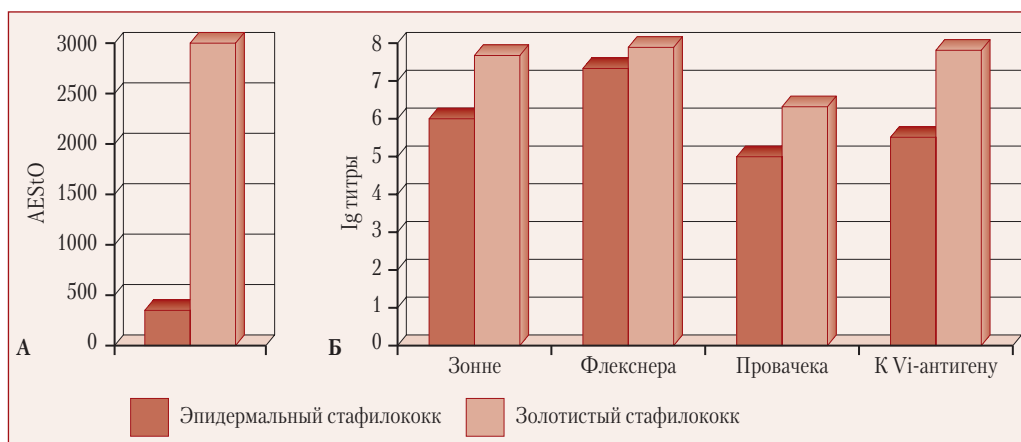 AEStO
3000
2500
2000
1500
1000
500
0
А
Ig титры
8
7
6
5
4
3
2
1
0
Б
Зонне
Флекснера
Провачека
К Vi-антигену
Эпидермальный стафилококк
Золотистый стафилококк